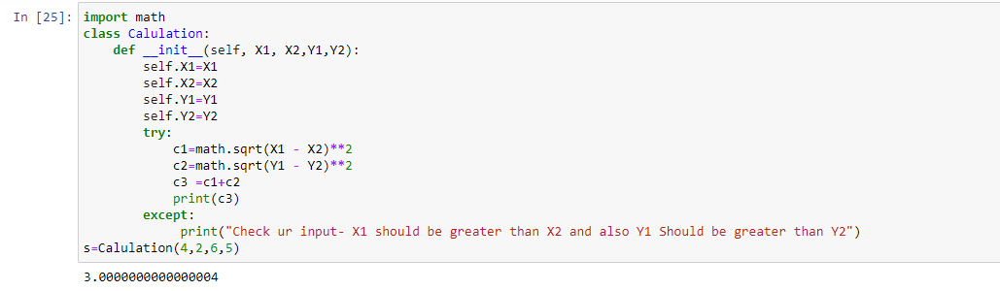 In [25]: import math
class Calulation:
    def __init__(self, X1, X2,Y1,Y2):
        self.X1=X1
        self.X2=X2
        self.Y1=Y1
        self.Y2=Y2
        try:
            c1=math.sqrt(X1 - X2)**2
            c2=math.sqrt(Y1 - Y2)**2
            c3 =c1+c2
            print(c3)
        except:
             print("Check ur input- X1 should be greater than X2 and also Y1 Should be greater than Y2")
s=Calulation(4,2,6,5)
3.0000000000000004